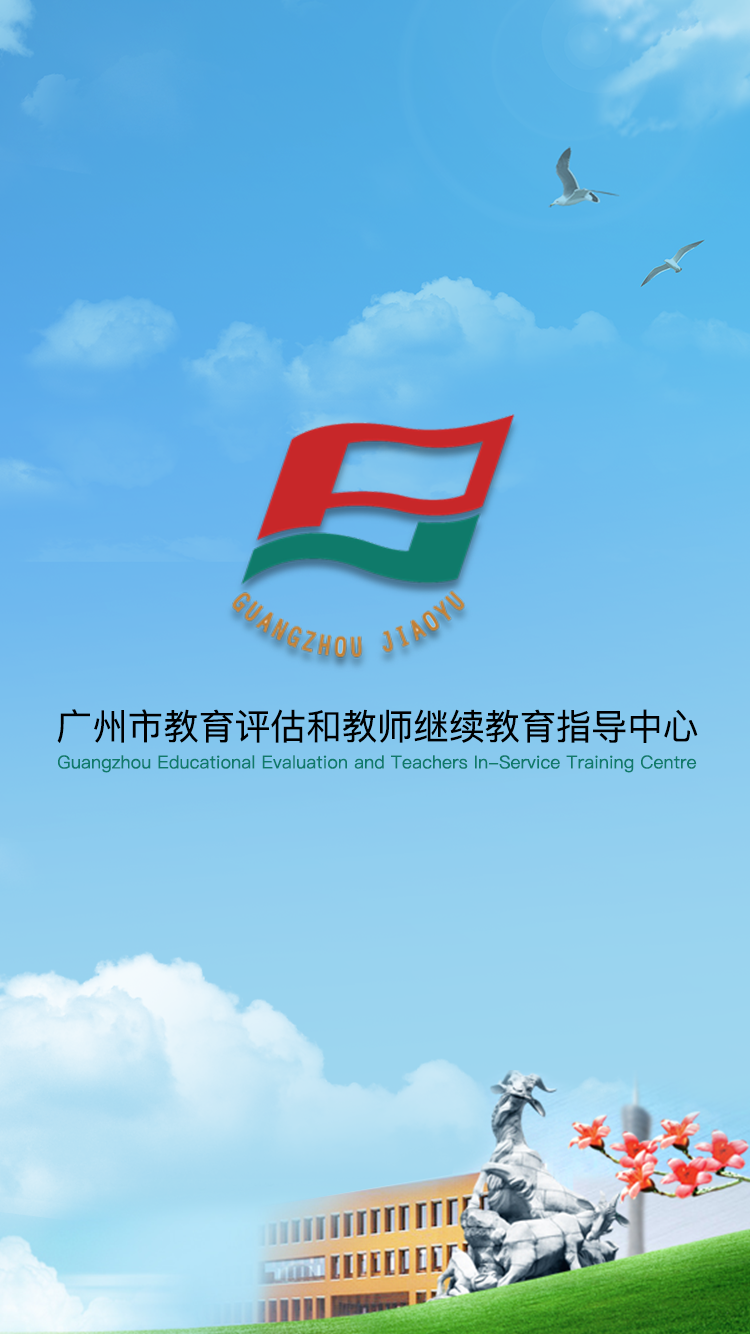 GUANGZHOU JIAOYU
广州市教育评估和教师继续教育指导中心
Guangzhou Educational Evaluation and Teachers In-Service Training Centre